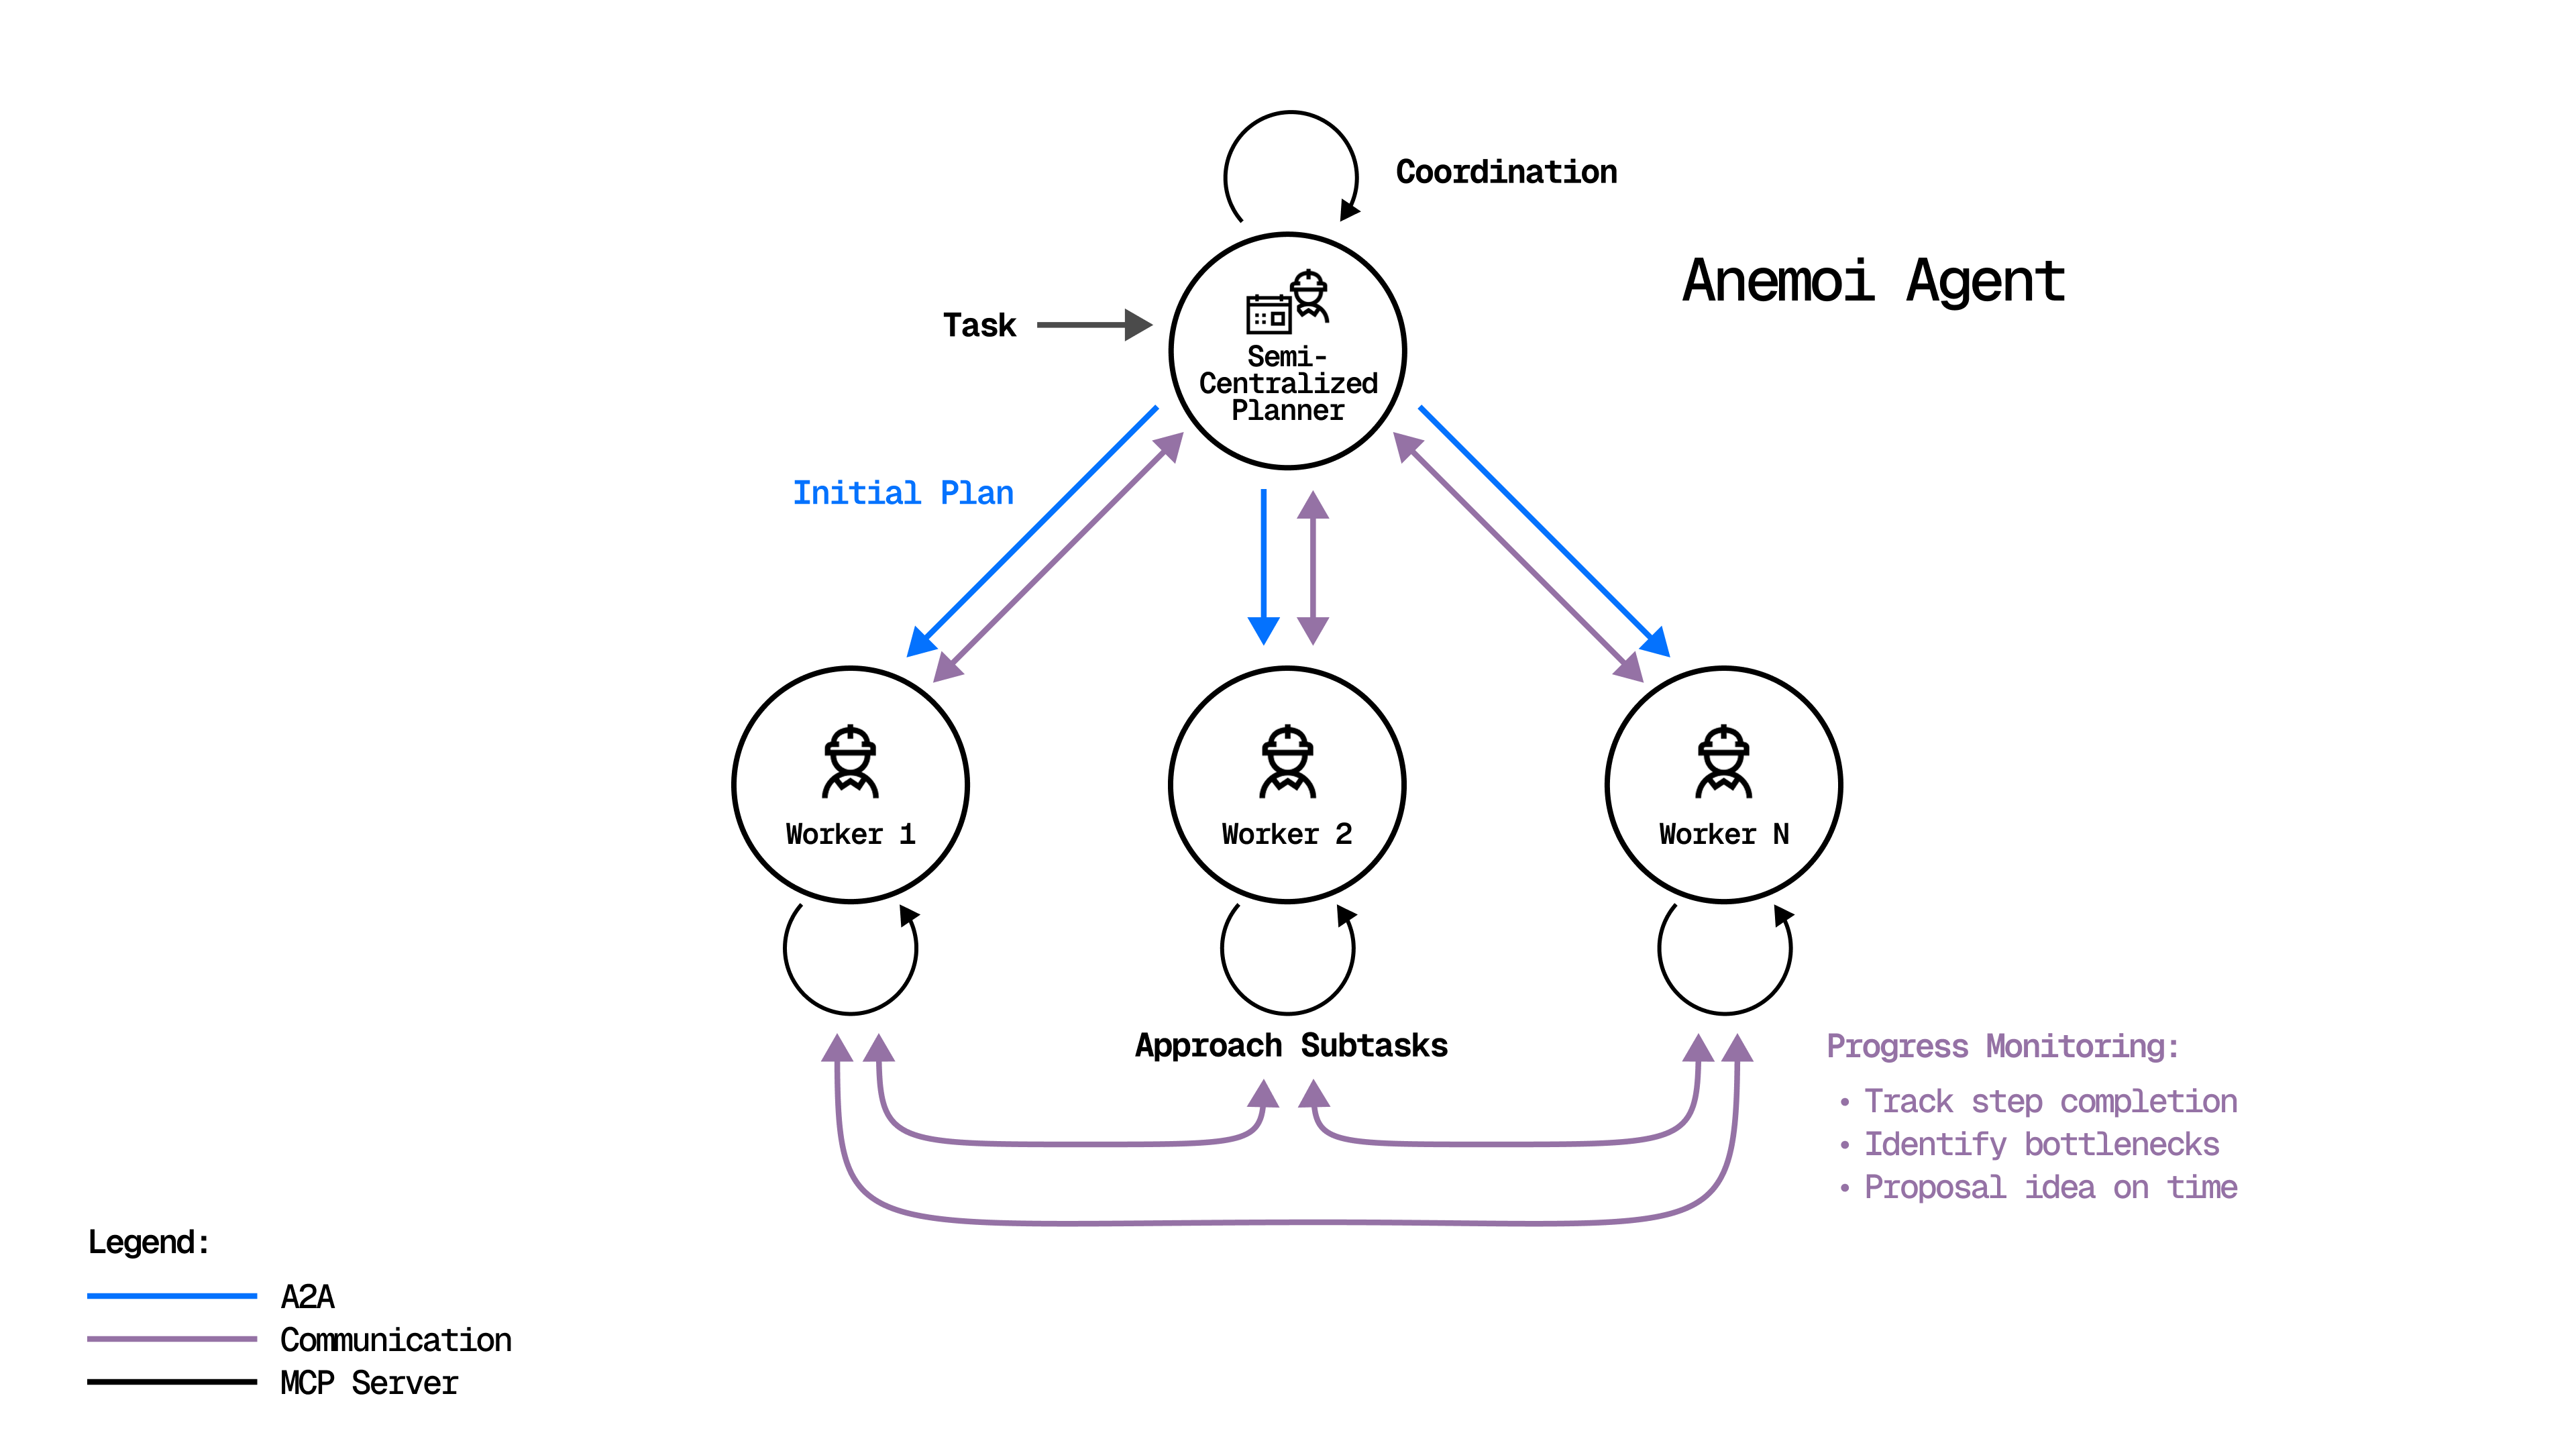 Coordination
Anemoi Agent
Task
Semi-
Centralized
Planner
Initial Plan
Worker 1
Worker 2
Worker N
Approach Subtasks
Progress Monitoring:
• Track step completion
• Identify bottlenecks
• Proposal idea on time
Legend:
A2A
Communication
MCP Server